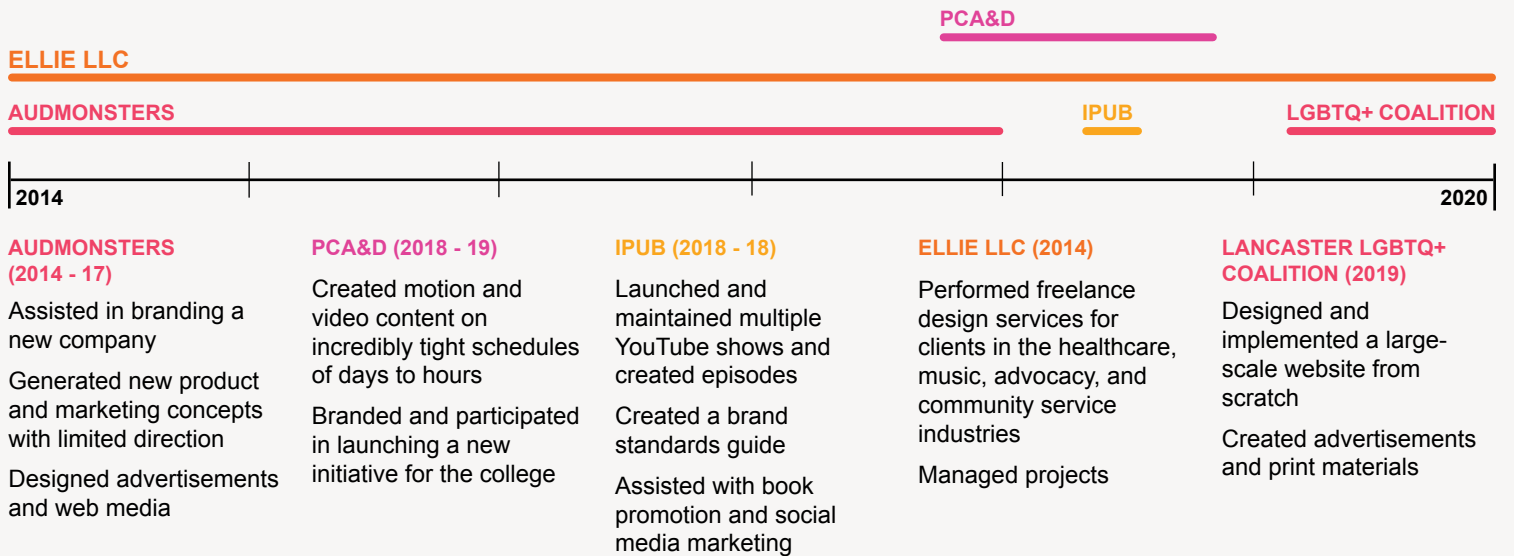 PCA&D
ELLIE LLC
AUDMONSTERS
IPUB
LGBTQ+ COALITION
2014
2020
AUDMONSTERS
(2014 - 17)
Assisted in branding a
new company
Generated new product
and marketing concepts
with limited direction
Designed advertisements
and web media
PCA&D (2018 - 19)
Created motion and
video content on
incredibly tight schedules
of days to hours
Branded and participated
in launching a new
initiative for the college
IPUB (2018 - 18)
Launched and
maintained multiple
YouTube shows and
created episodes
Created a brand
standards guide
Assisted with book
promotion and social
media marketing
ELLIE LLC (2014)
Performed freelance
design services for
clients in the healthcare,
music, advocacy, and
community service
industries
Managed projects
LANCASTER LGBTQ+
COALITION (2019)
Designed and
implemented a large-
scale website from
scratch
Created advertisements
and print materials